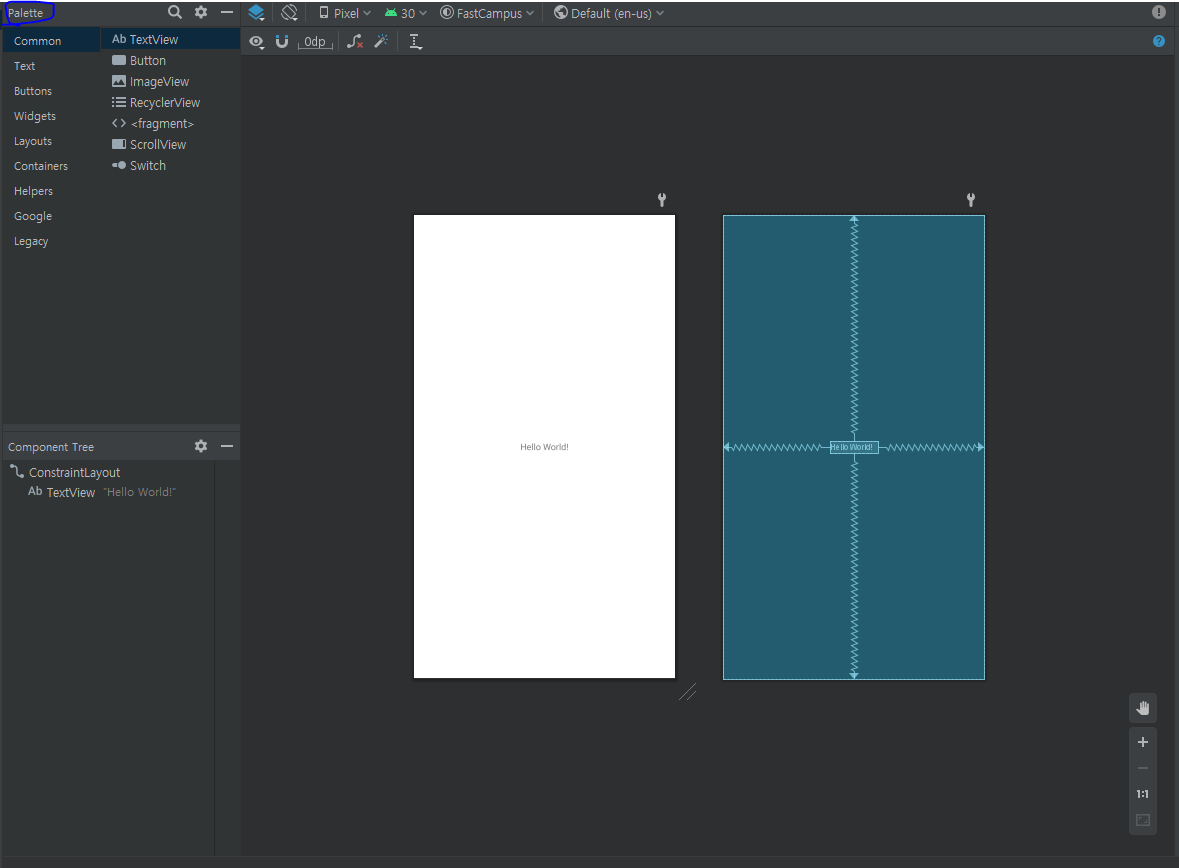 Palette
Pixel
30
FastCampus
Default (en-us)
0dp
Common
Text
Buttons
Widgets
Layouts
Containers
Helpers
Google
Legacy
Ab TextView
Button
ImageView
RecyclerView
<fragment>
ScrollView
Switch
Component Tree
ConstraintLayout
Ab TextView "Hello World!"
Hello World!
Hello World!
1:1